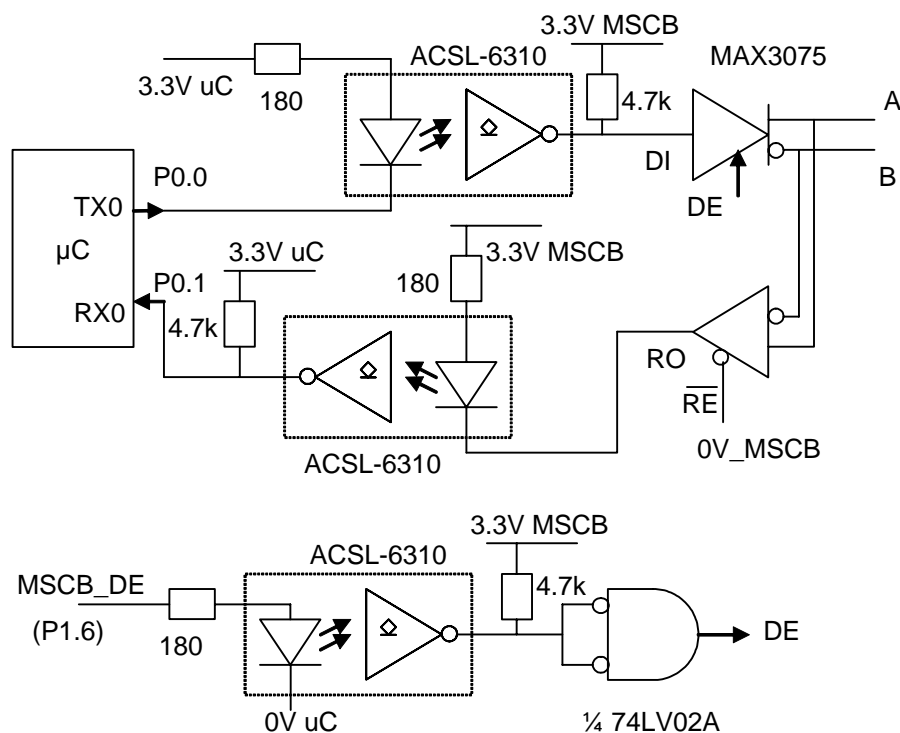 3.3V MSCB
ACSL-6310
MAX3075
3.3V uC
180
4.7k
A
DI
B
DE
P0.0
TX0
µC
P0.1
RX0
3.3V uC
4.7k
3.3V MSCB
180
RO
RE
0V_MSCB
ACSL-6310
3.3V MSCB
ACSL-6310
MSCB_DE
(P1.6)
180
4.7k
DE
0V uC
¼ 74LV02A